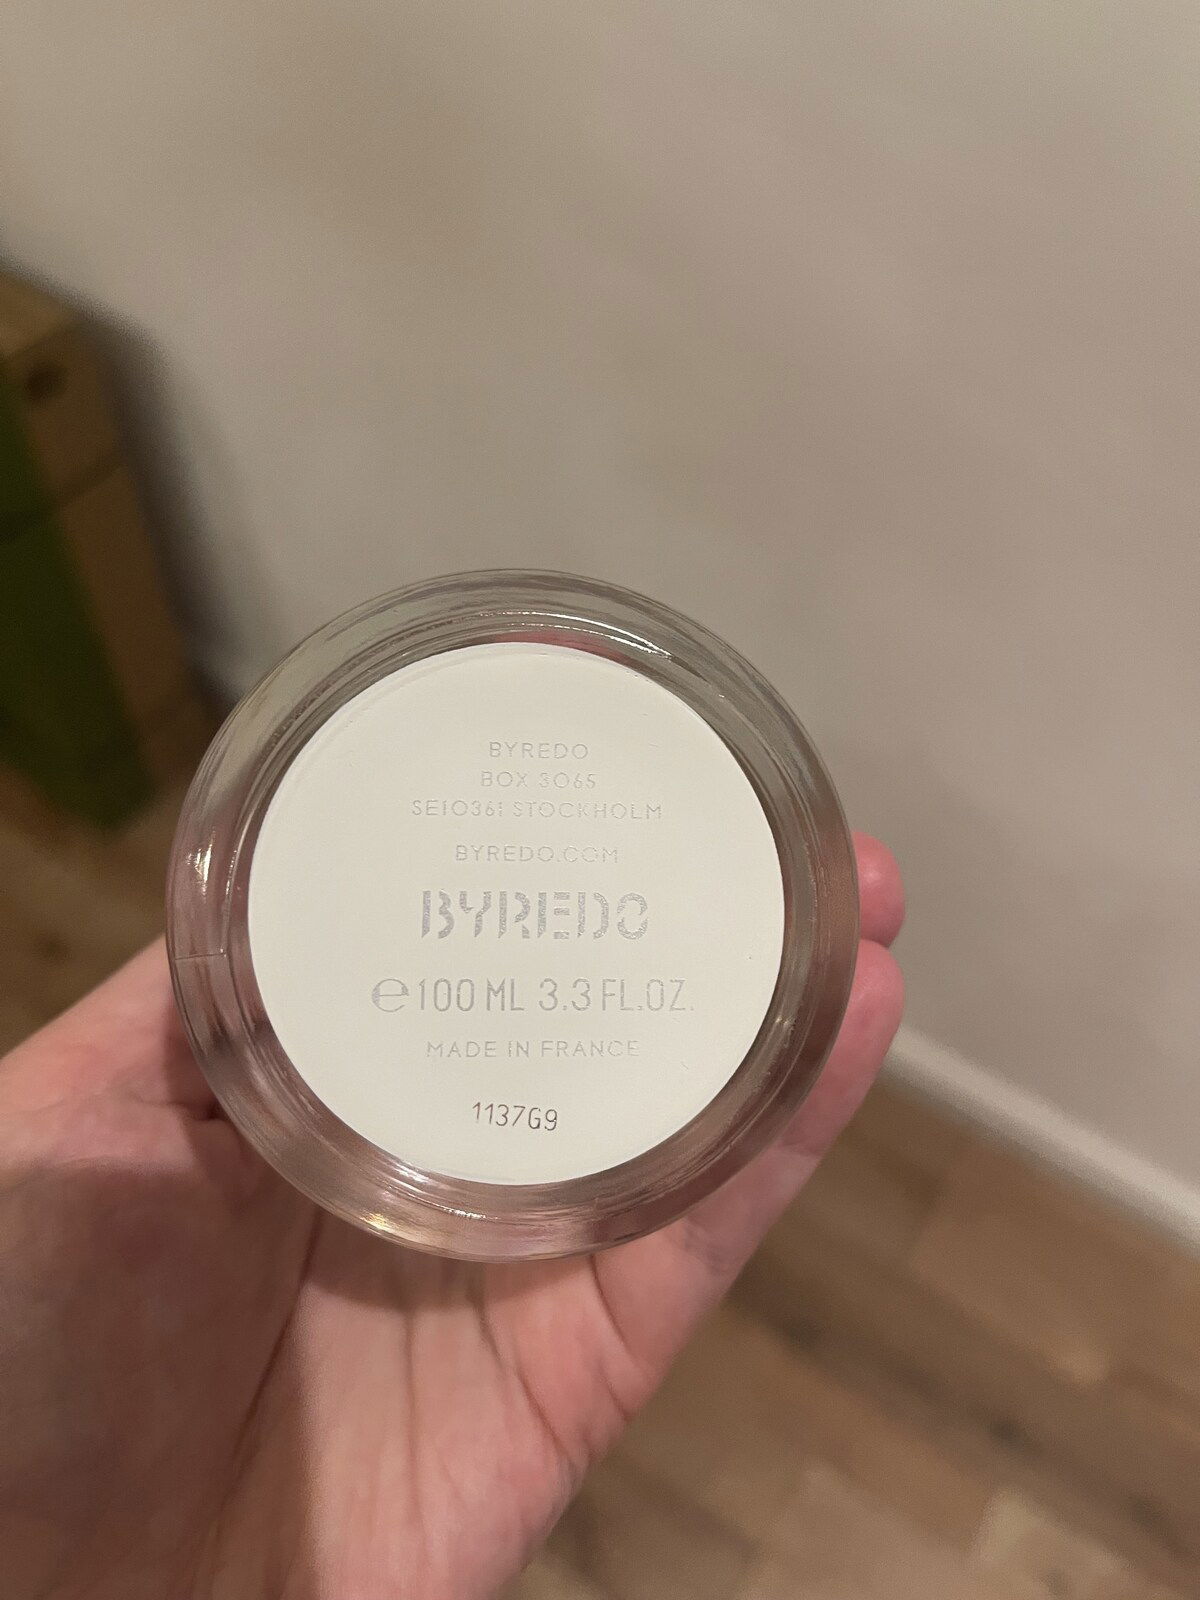 BYREDO
BOX 3065
SE10361 STOCKHOLM
BYREDO.COM
BYREDO
℮100 ML 3.3 FL.OZ.
MADE IN FRANCE
1137G9